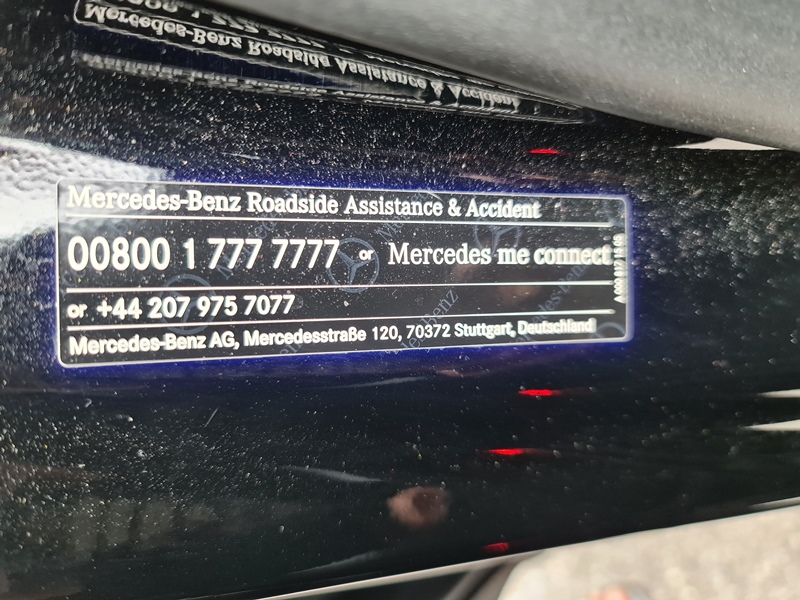 Mercedes-Benz Roadside Assistance & Accident
00800 1 777 7777 or Mercedes me connect
or +44 207 975 7077
Mercedes-Benz AG, Mercedesstraße 120, 70372 Stuttgart, Deutschland